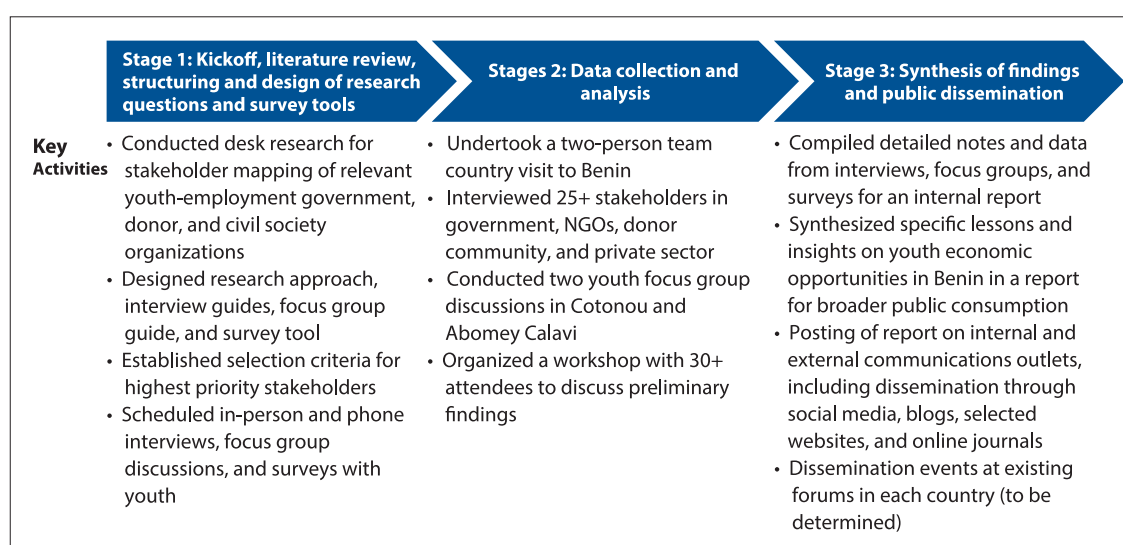 Stage 1: Kickoff, literature review,
structuring and design of research
questions and survey tools
Stages 2: Data collection and
analysis
Stage 3: Synthesis of findings
and public dissemination
Key
Activities
• Conducted desk research for
stakeholder mapping of relevant
youth-employment government,
donor, and civil society
organizations
• Designed research approach,
interview guides, focus group
guide, and survey tool
• Established selection criteria for
highest priority stakeholders
• Scheduled in-person and phone
interviews, focus group
discussions, and surveys with
youth
• Undertook a two-person team
country visit to Benin
• Interviewed 25+ stakeholders in
government, NGOs, donor
community, and private sector
• Conducted two youth focus group
discussions in Cotonou and
Abomey Calavi
• Organized a workshop with 30+
attendees to discuss preliminary
findings
• Compiled detailed notes and data
from interviews, focus groups, and
surveys for an internal report
• Synthesized specific lessons and
insights on youth economic
opportunities in Benin in a report
for broader public consumption
• Posting of report on internal and
external communications outlets,
including dissemination through
social media, blogs, selected
websites, and online journals
• Dissemination events at existing
forums in each country (to be
determined)